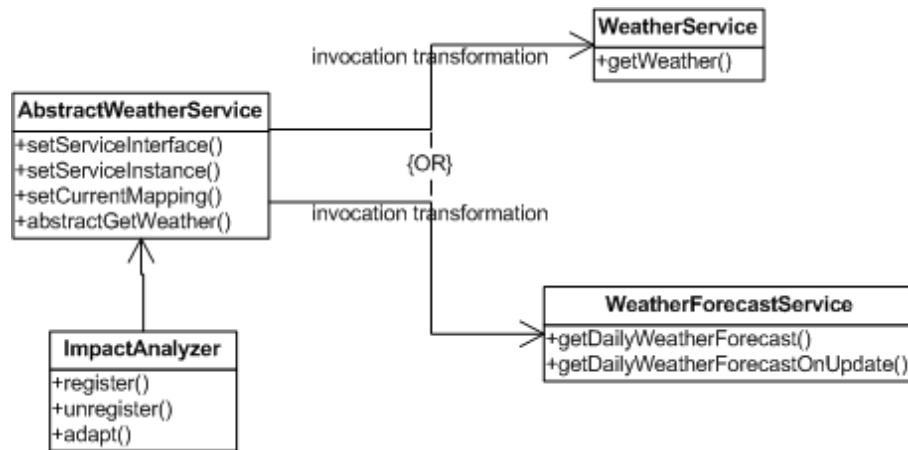 WeatherService
+getWeather()
invocation transformation
AbstractWeatherService
+setServiceInterface()
+setServiceInstance()
+setCurrentMapping()
+abstractGetWeather()
{OR}
invocation transformation
WeatherForecastService
+getDailyWeatherForecast()
+getDailyWeatherForecastOnUpdate()
ImpactAnalyzer
+register()
+unregister()
+adapt()